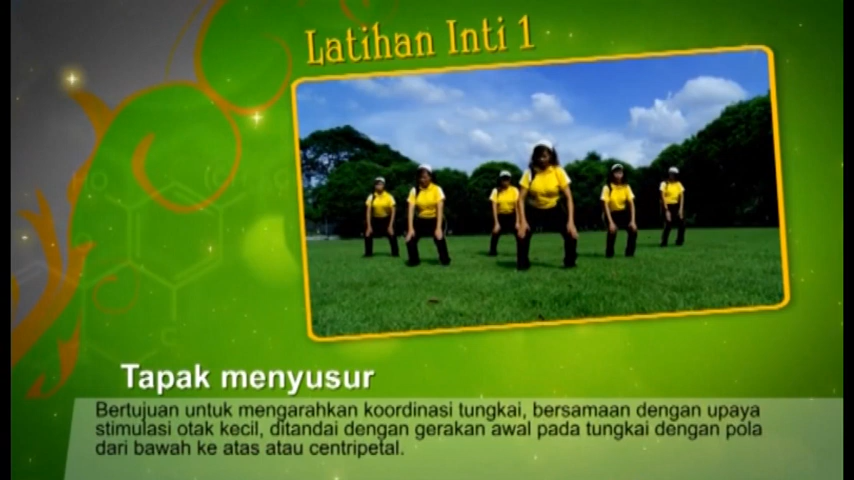 Latihan Inti 1
HO
Tapak menyusur
Bertujuan untuk mengarahkan koordinasi tungkai, bersamaan dengan upaya
stimulasi otak kecil, ditandai dengan gerakan awal pada tungkai dengan pola
dari bawah ke atas atau centripetal.